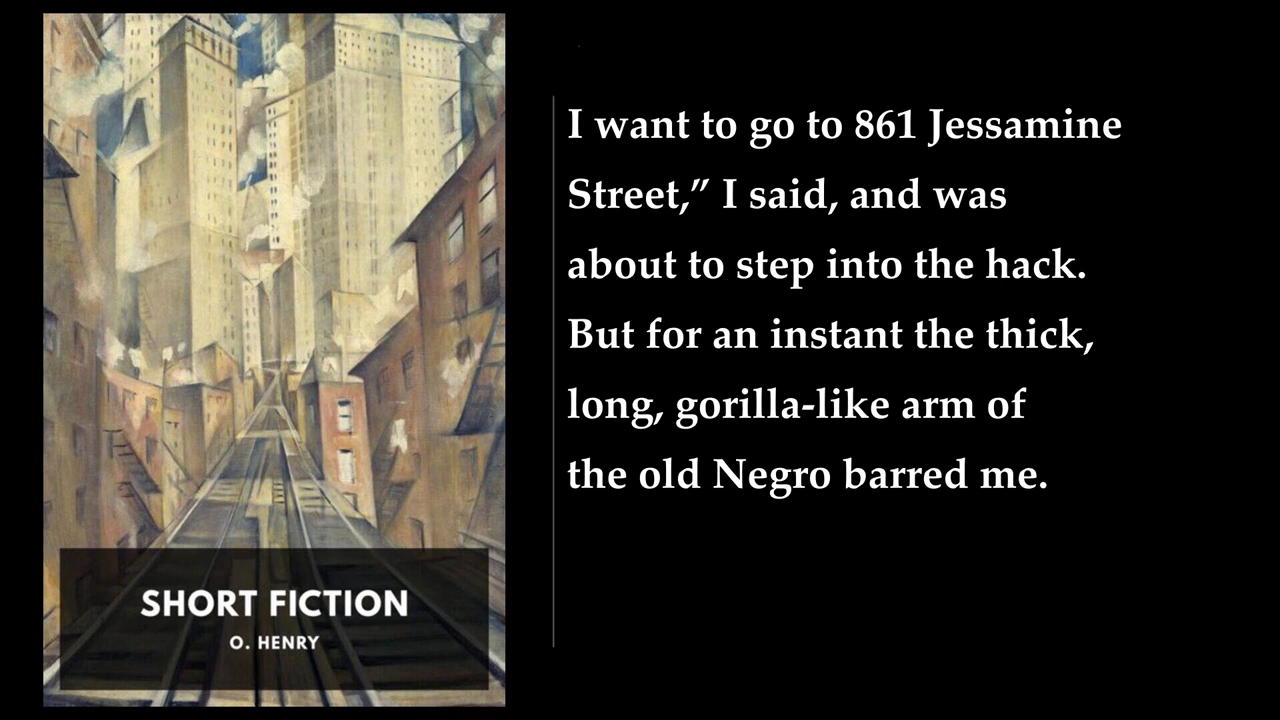 SHORT FICTION
O. HENRY
I want to go to 861 Jessamine
Street,” I said, and was
about to step into the hack.
But for an instant the thick,
long, gorilla-like arm of
the old Negro barred me.